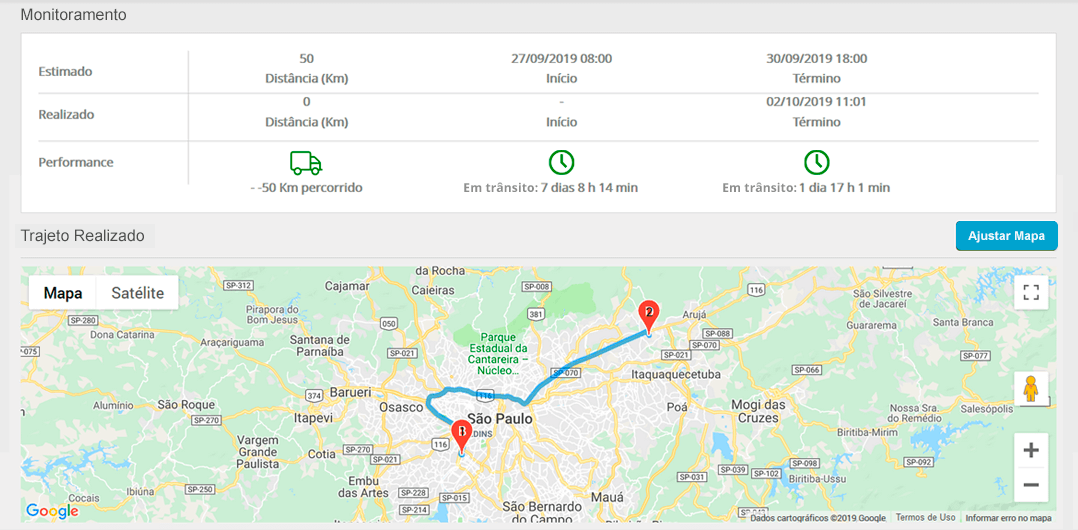 Monitoramento
Estimado
50
Distância (Km)
27/09/2019 08:00
Início
30/09/2019 18:00
Término
Realizado
0
Distância (Km)
-
Início
02/10/2019 11:01
Término
Performance
- -50 Km percorrido
Em trânsito: 7 dias 8 h 14 min
Em trânsito: 1 dia 17 h 1 min
Trajeto Realizado
Ajustar Mapa
Mapa
Satélite
da Rocha
SP-312
Cajamar
Caieiras
SP-008
116
São Silvestre
de Jacareí
Pirapora do
Bom Jesus
SP-280
050
381
2
Arujá
Guararema
Santa Branca
Dona Catarina
Araçariguama
Santana de
Parnaíba
Parque
Estadual da
Cantareira –
Núcleo...
SP-088
SP-070
SP-021
-075
SP-021
SP-077
SP-070
Itaquaquecetuba
SP-066
374
Barueri
116
Alumínio
São Roque
Osasco
Poá
Mogi das
Cruzes
Nossa Sra.
do Remédio
Salesópolis
SP-270
Itapevi
São Paulo
DINS
Biritiba-Mirim
Vargem
Grande
Paulista
116
Cotia
SP-270
SP-021
SP-039
SP-102
SP-098
SP-092
SP-031
Biritiba-Ussu
Embu
das Artes
Cocais
Ibiúna
SP-250
SP-228
SP-015
Mauá
SP-214
São Bernardo
do Campo
Google
Dados cartográficos ©2019 Google
Termos de Uso
Informar erro no mapa